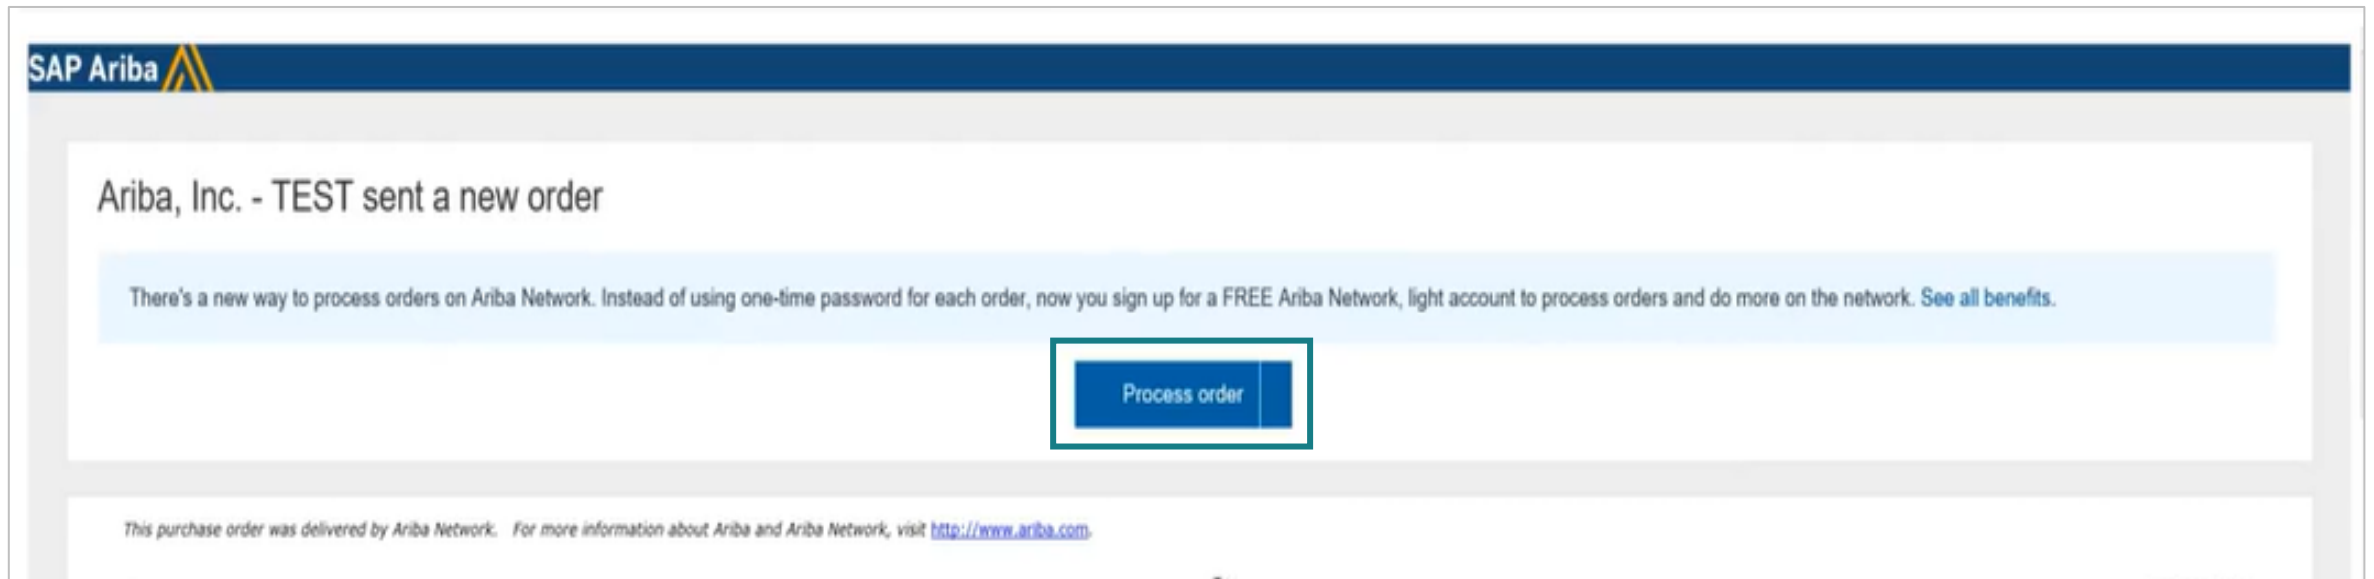 SAP Ariba
Ariba, Inc. - TEST sent a new order
There's a new way to process orders on Ariba Network. Instead of using one-time password for each order, now you sign up for a FREE Ariba Network, light account to process orders and do more on the network. See all benefits.
Process order
This purchase order was delivered by Ariba Network. For more information about Ariba and Ariba Network, visit http://www.ariba.com.